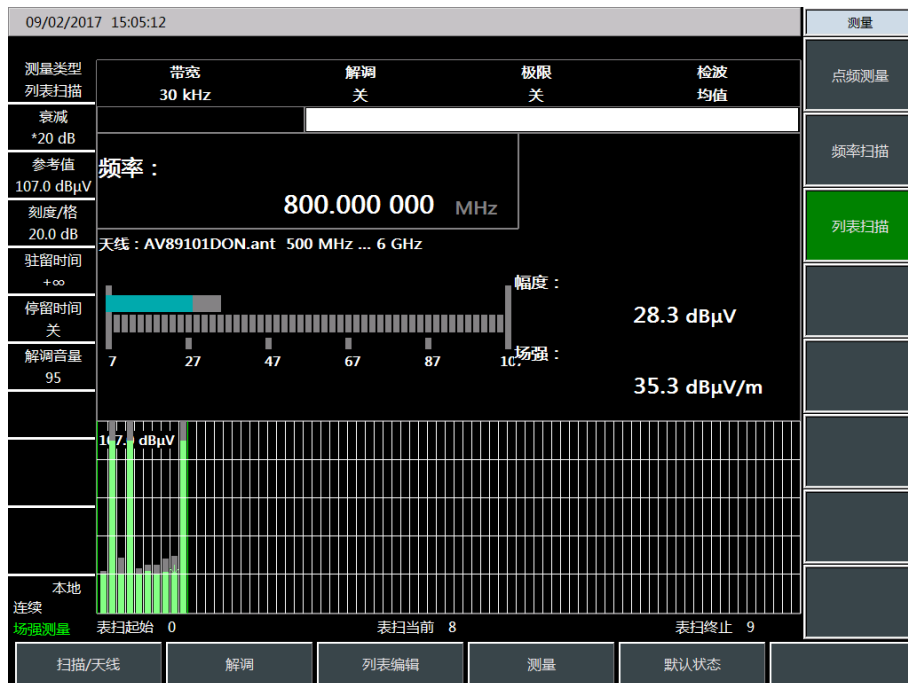 09/02/2017 15:05:12
测量
测量类型
列表扫描
带宽
30 kHz
解调
关
极限
关
检波
均值
点频测量
衰减
*20 dB
参考值
107.0 dBµV
频率：
800.000 000 MHz
频率扫描
刻度/格
20.0 dB
天线：AV89101DON.ant 500 MHz ... 6 GHz
列表扫描
驻留时间
+∞
幅度：
28.3 dBµV
停留时间
关
解调音量
95
7 27 47 67 87
场强：
35.3 dBµV/m
dBµV
本地
连续
场强测量
表扫起始 0
表扫当前 8
表扫终止 9
扫描/天线
解调
列表编辑
测量
默认状态